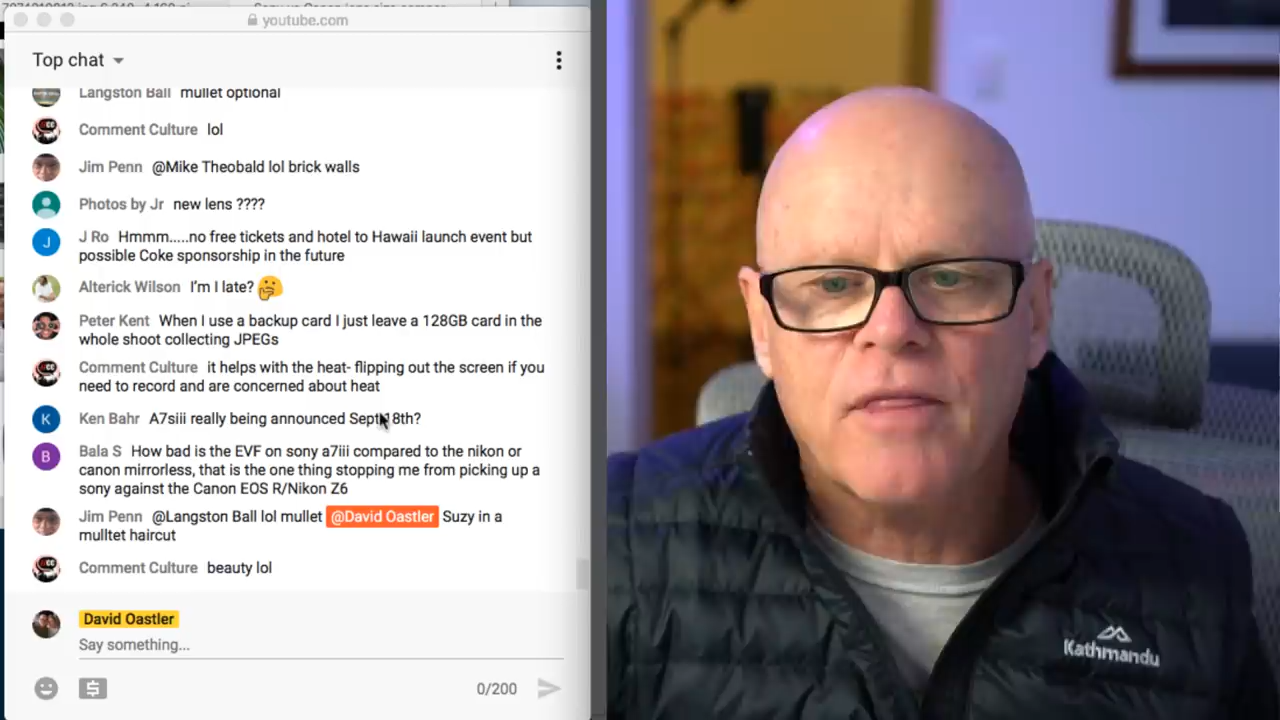 youtube.com
Top chat
Langston Ball mullet optional
Comment Culture lol
Jim Penn @Mike Theobald lol brick walls
Photos by Jr new lens ????
J Ro Hmmm.....no free tickets and hotel to Hawaii launch event but
possible Coke sponsorship in the future
Alterick Wilson I'm I late?
Peter Kent When I use a backup card I just leave a 128GB card in the
whole shoot collecting JPEGs
Comment Culture it helps with the heat- flipping out the screen if you
need to record and are concerned about heat
Ken Bahr A7siii really being announced Sept 18th?
Bala S How bad is the EVF on sony a7iii compared to the nikon or
canon mirrorless, that is the one thing stopping me from picking up a
sony against the Canon EOS R/Nikon Z6
Jim Penn @Langston Ball lol mullet @David Oastler Suzy in a
mulltet haircut
Comment Culture beauty lol
David Oastler
Say something...
0/200
J
K
B
Kathmandu